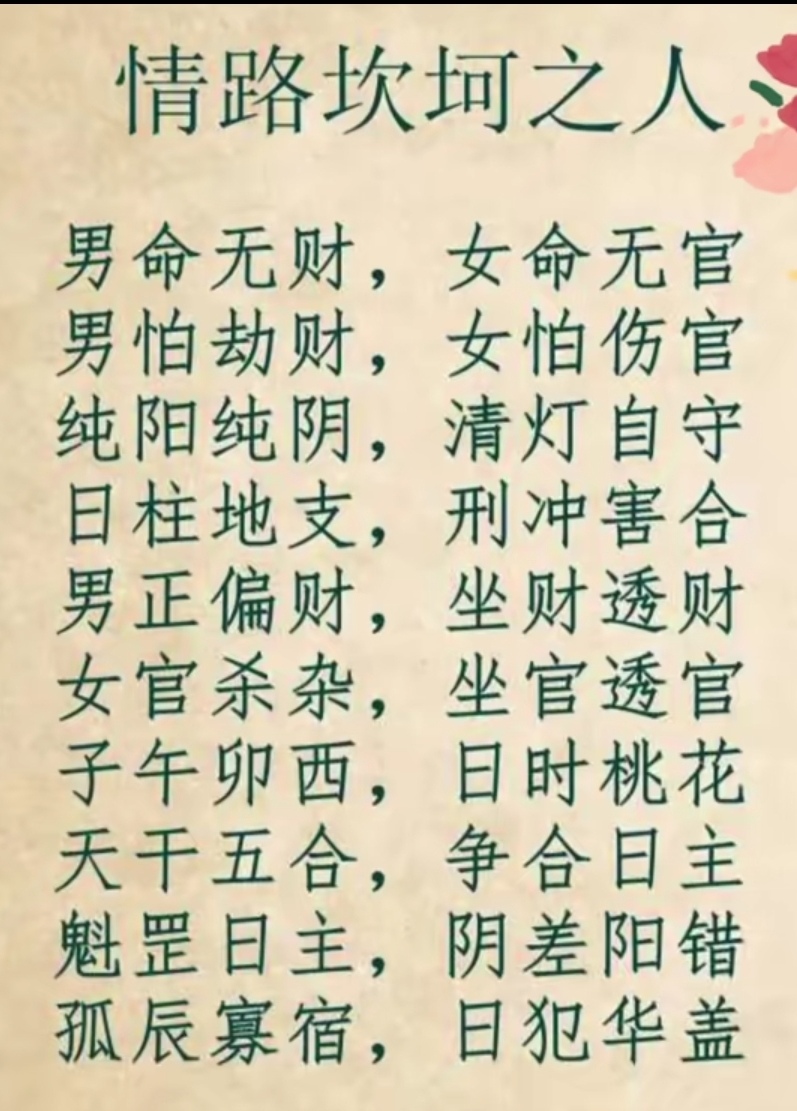 情路坎坷之人
男命无财，女命无官
男怕劫财，女怕伤官
纯阳纯阴，清灯自守
日柱地支，刑冲害合
男正偏财，坐财透财
女官杀杂，坐官透官
子午卯西，日时桃花
天干五合，争合日主
魁罡日主，阴差阳错
孤辰寡宿，日犯华盖